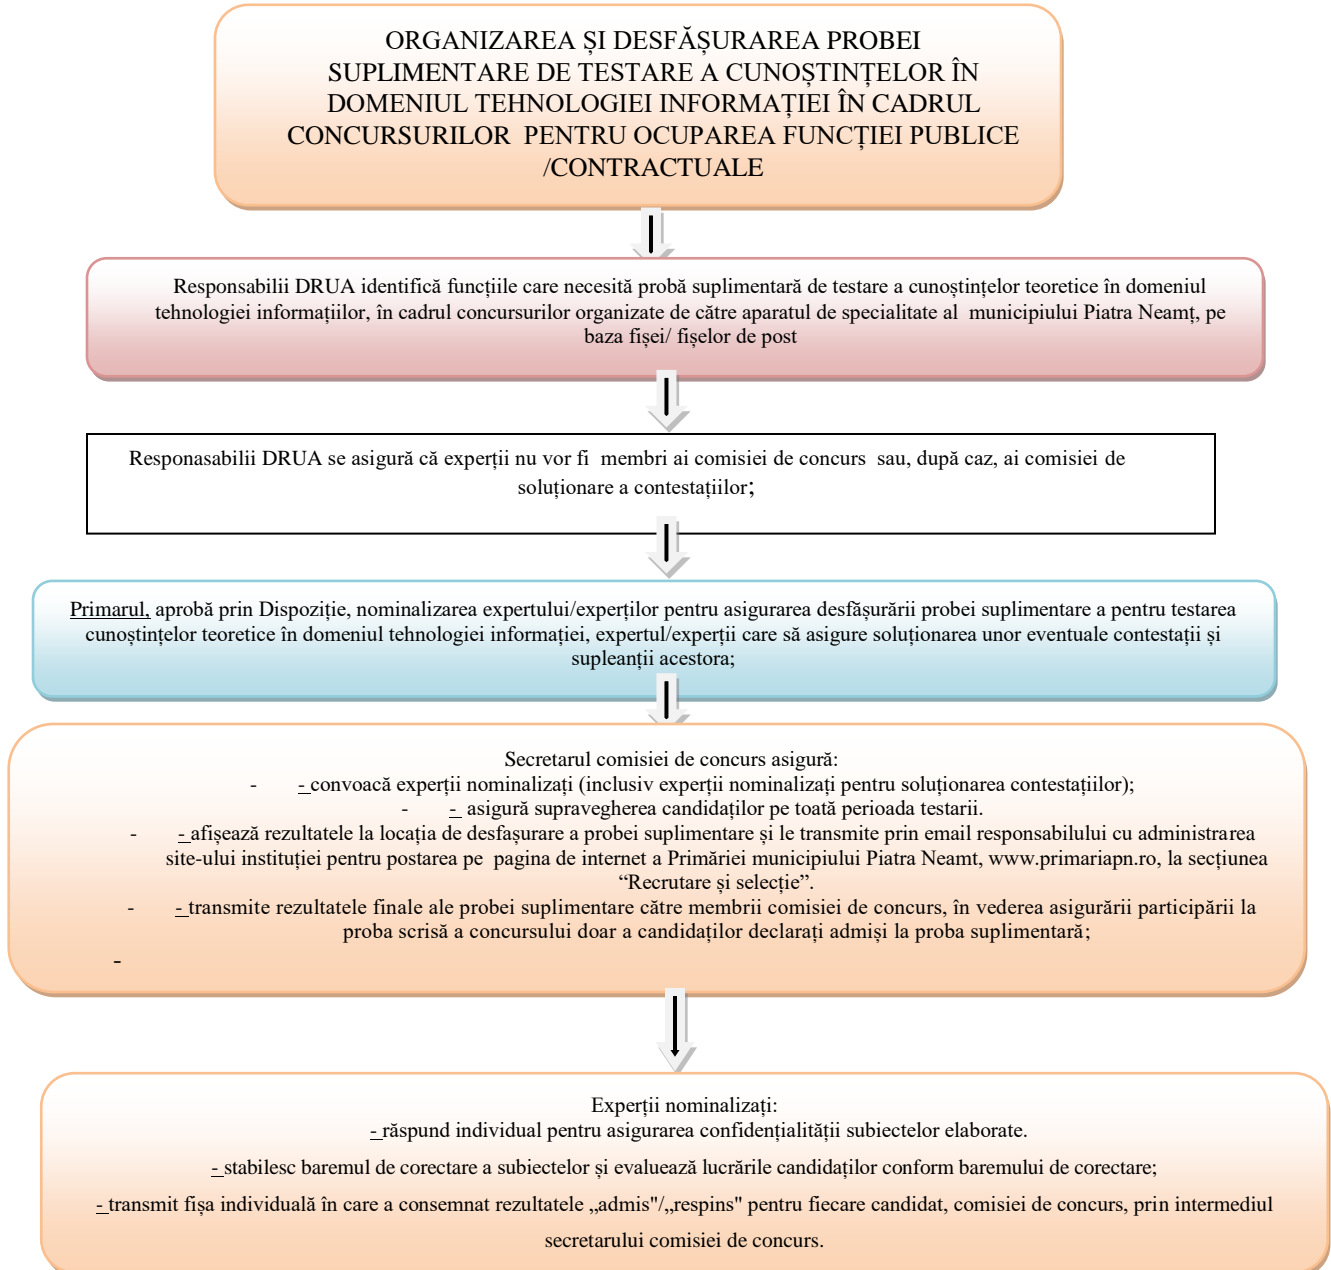 ORGANIZAREA ȘI DESFĂȘURAREA PROBEI
SUPLIMENTARE DE TESTARE A CUNOȘTINȚELOR ÎN
DOMENIUL TEHNOLOGIEI INFORMAȚIEI ÎN CADRUL
CONCURSURILOR PENTRU OCUPAREA FUNCȚIEI PUBLICE
/CONTRACTUALE
Responsabilii DRUA identifică funcțiile care necesită probă suplimentară de testare a cunoștințelor teoretice în domeniul
tehnologiei informațiilor, în cadrul concursurilor organizate de către aparatul de specialitate al municipiului Piatra Neamț, pe
baza fișei/ fișelor de post
Responasabilii DRUA se asigură că experții nu vor fi membri ai comisiei de concurs sau, după caz, ai comisiei de
soluționare a contestațiilor;
Primarul, aprobă prin Dispoziție, nominalizarea expertului/experților pentru asigurarea desfășurării probei suplimentare a pentru testarea
cunoștințelor teoretice în domeniul tehnologiei informației, expertul/experții care să asigure soluționarea unor eventuale contestații și
supleanții acestora;
Secretarul comisiei de concurs asigură:
- - convoacă experții nominalizați (inclusiv experții nominalizați pentru soluționarea contestațiilor);
- - asigură supravegherea candidaților pe toată perioada testarii.
- - afișează rezultatele la locația de desfașurare a probei suplimentare și le transmite prin email responsabilului cu administrarea
site-ului instituției pentru postarea pe pagina de internet a Primăriei municipiului Piatra Neamt, www.primariapn.ro, la secțiunea
“Recrutare și selecție”.
- - transmite rezultatele finale ale probei suplimentare către membrii comisiei de concurs, în vederea asigurării participării la
proba scrisă a concursului doar a candidaților declarați admiși la proba suplimentară;
-
Experții nominalizați:
- răspund individual pentru asigurarea confidențialității subiectelor elaborate.
- stabilesc baremul de corectare a subiectelor și evaluează lucrările candidaților conform baremului de corectare;
- transmit fișa individuală în care a consemnat rezultatele „admis"/„respins" pentru fiecare candidat, comisiei de concurs, prin intermediul
secretarului comisiei de concurs.